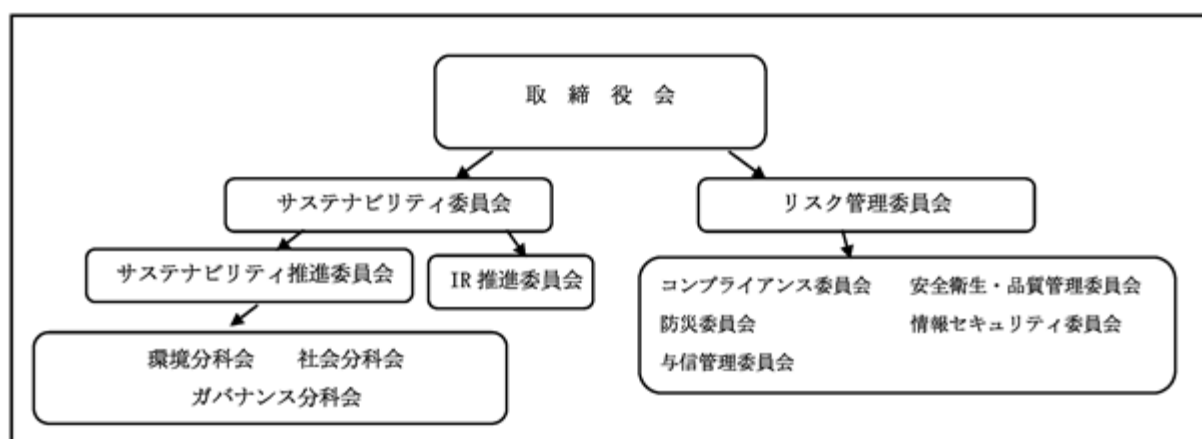 取 締 役 会
サステナビリティ委員会
リスク管理委員会
サステナビリティ推進委員会
IR 推進委員会
環境分科会 社会分科会
ガバナンス分科会
コンプライアンス委員会 安全衛生・品質管理委員会
防災委員会 情報セキュリティ委員会
与信管理委員会